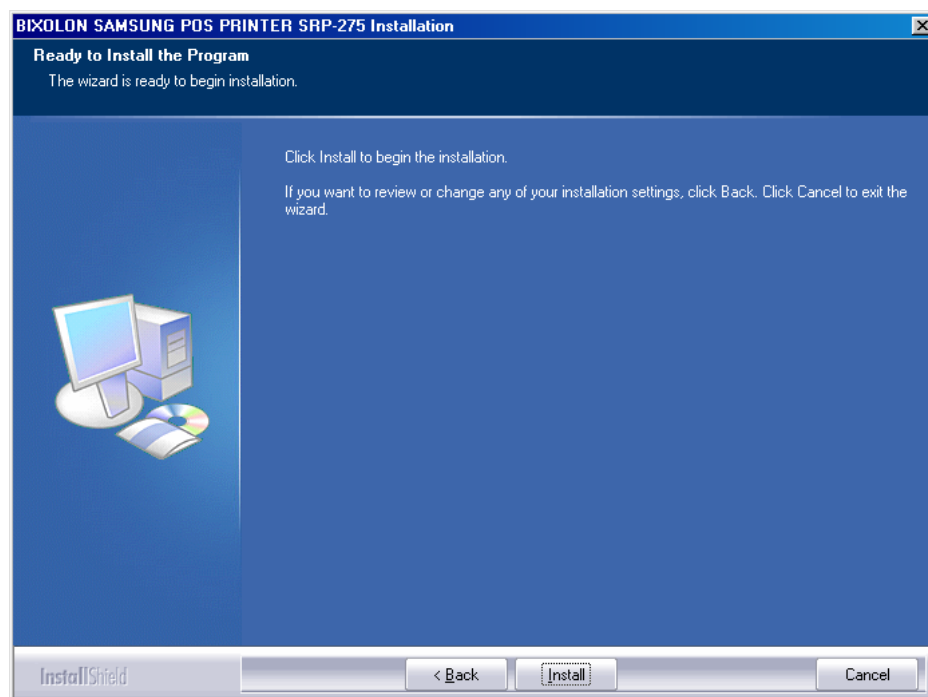 BIXOLON SAMSUNG POS PRINTER SRP-275 Installation
Ready to Install the Program
The wizard is ready to begin installation.
Click Install to begin the installation.
If you want to review or change any of your installation settings, click Back. Click Cancel to exit the
wizard.
InstallShield
< Back
Install
Cancel